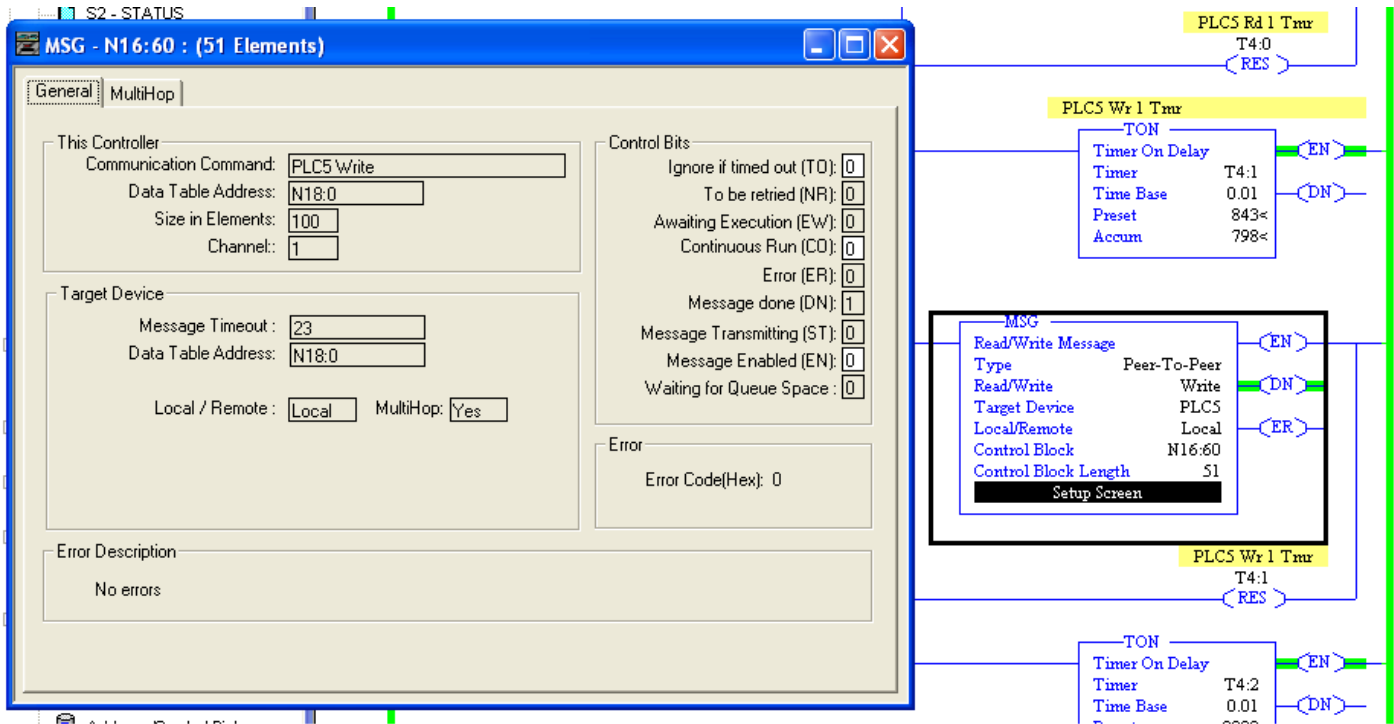 S2 - STATUS
MSG - N16:60 : (51 Elements)
General MultiHop
This Controller
Communication Command: PLC5 Write
Data Table Address: N18:0
Size in Elements: 100
Channel:: 1
Target Device
Message Timeout : 23
Data Table Address: N18:0
Local / Remote : Local MultiHop: Yes
Control Bits
Ignore if timed out (TO): 0
To be retried (NR): 0
Awaiting Execution (EW): 0
Continuous Run (CO): 0
Error (ER): 0
Message done (DN): 1
Message Transmitting (ST): 0
Message Enabled (EN): 0
Waiting for Queue Space : 0
Error
Error Code(Hex): 0
Error Description
No errors
PLC5 Rd 1 Tmr
T4:0
RES
PLC5 Wr 1 Tmr
TON
Timer On Delay EN
Timer T4:1
Time Base 0.01 DN
Preset 843<
Accum 798<
MSG
Read/Write Message EN
Type Peer-To-Peer
Read/Write Write DN
Target Device PLC5
Local/Remote Local ER
Control Block N16:60
Control Block Length 51
Setup Screen
PLC5 Wr 1 Tmr
T4:1
RES
TON
Timer On Delay EN
Timer T4:2
Time Base 0.01 DN